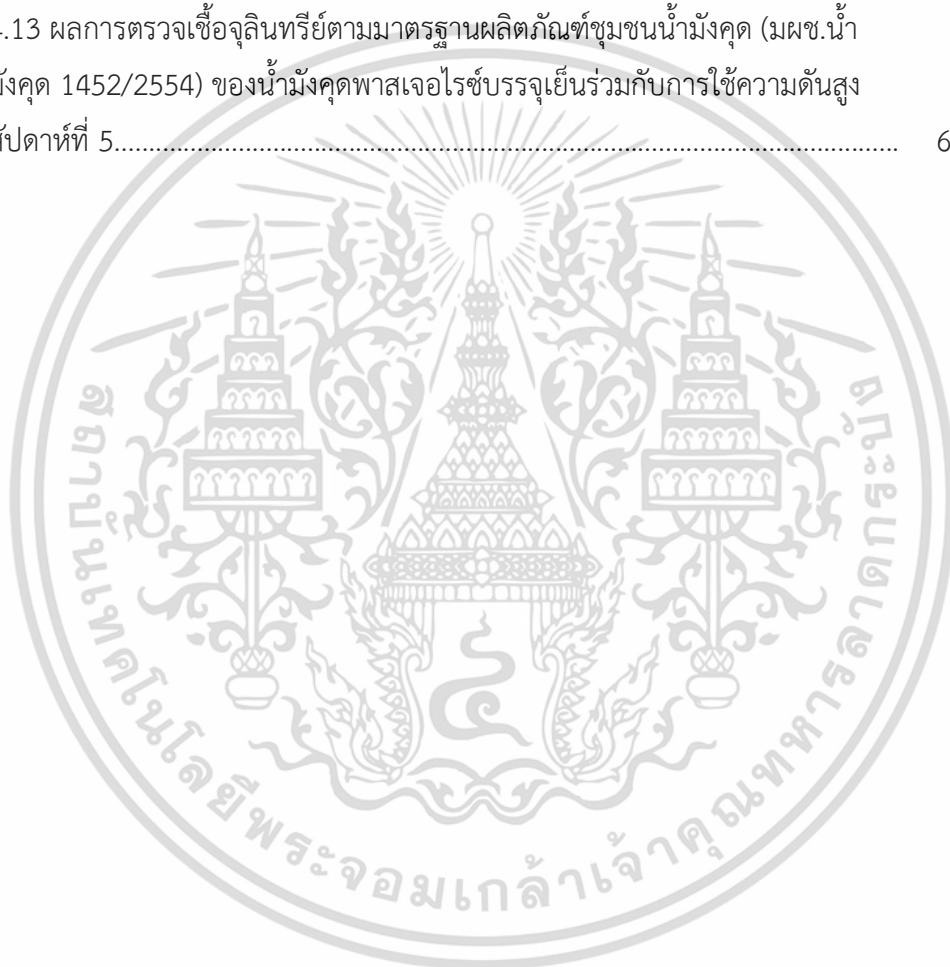 4.13 ผลการตรวจเชื้อจุลินทรีย์ตามมาตรฐานผลิตภัณฑ์ชุมชนน้ำมังคุด (มผช.น้ำ
มังคุด 1452/2554) ของน้ำมังคุดพาสเจอไรซ์บรรจุเย็นร่วมกับการใช้ความดันสูง
สัปดาห์ที่ 5.......................................................................................... 6
สถาบันเทคโนโลยีพระจอมเกล้าเจ้าคุณทหารลาดกระบัง